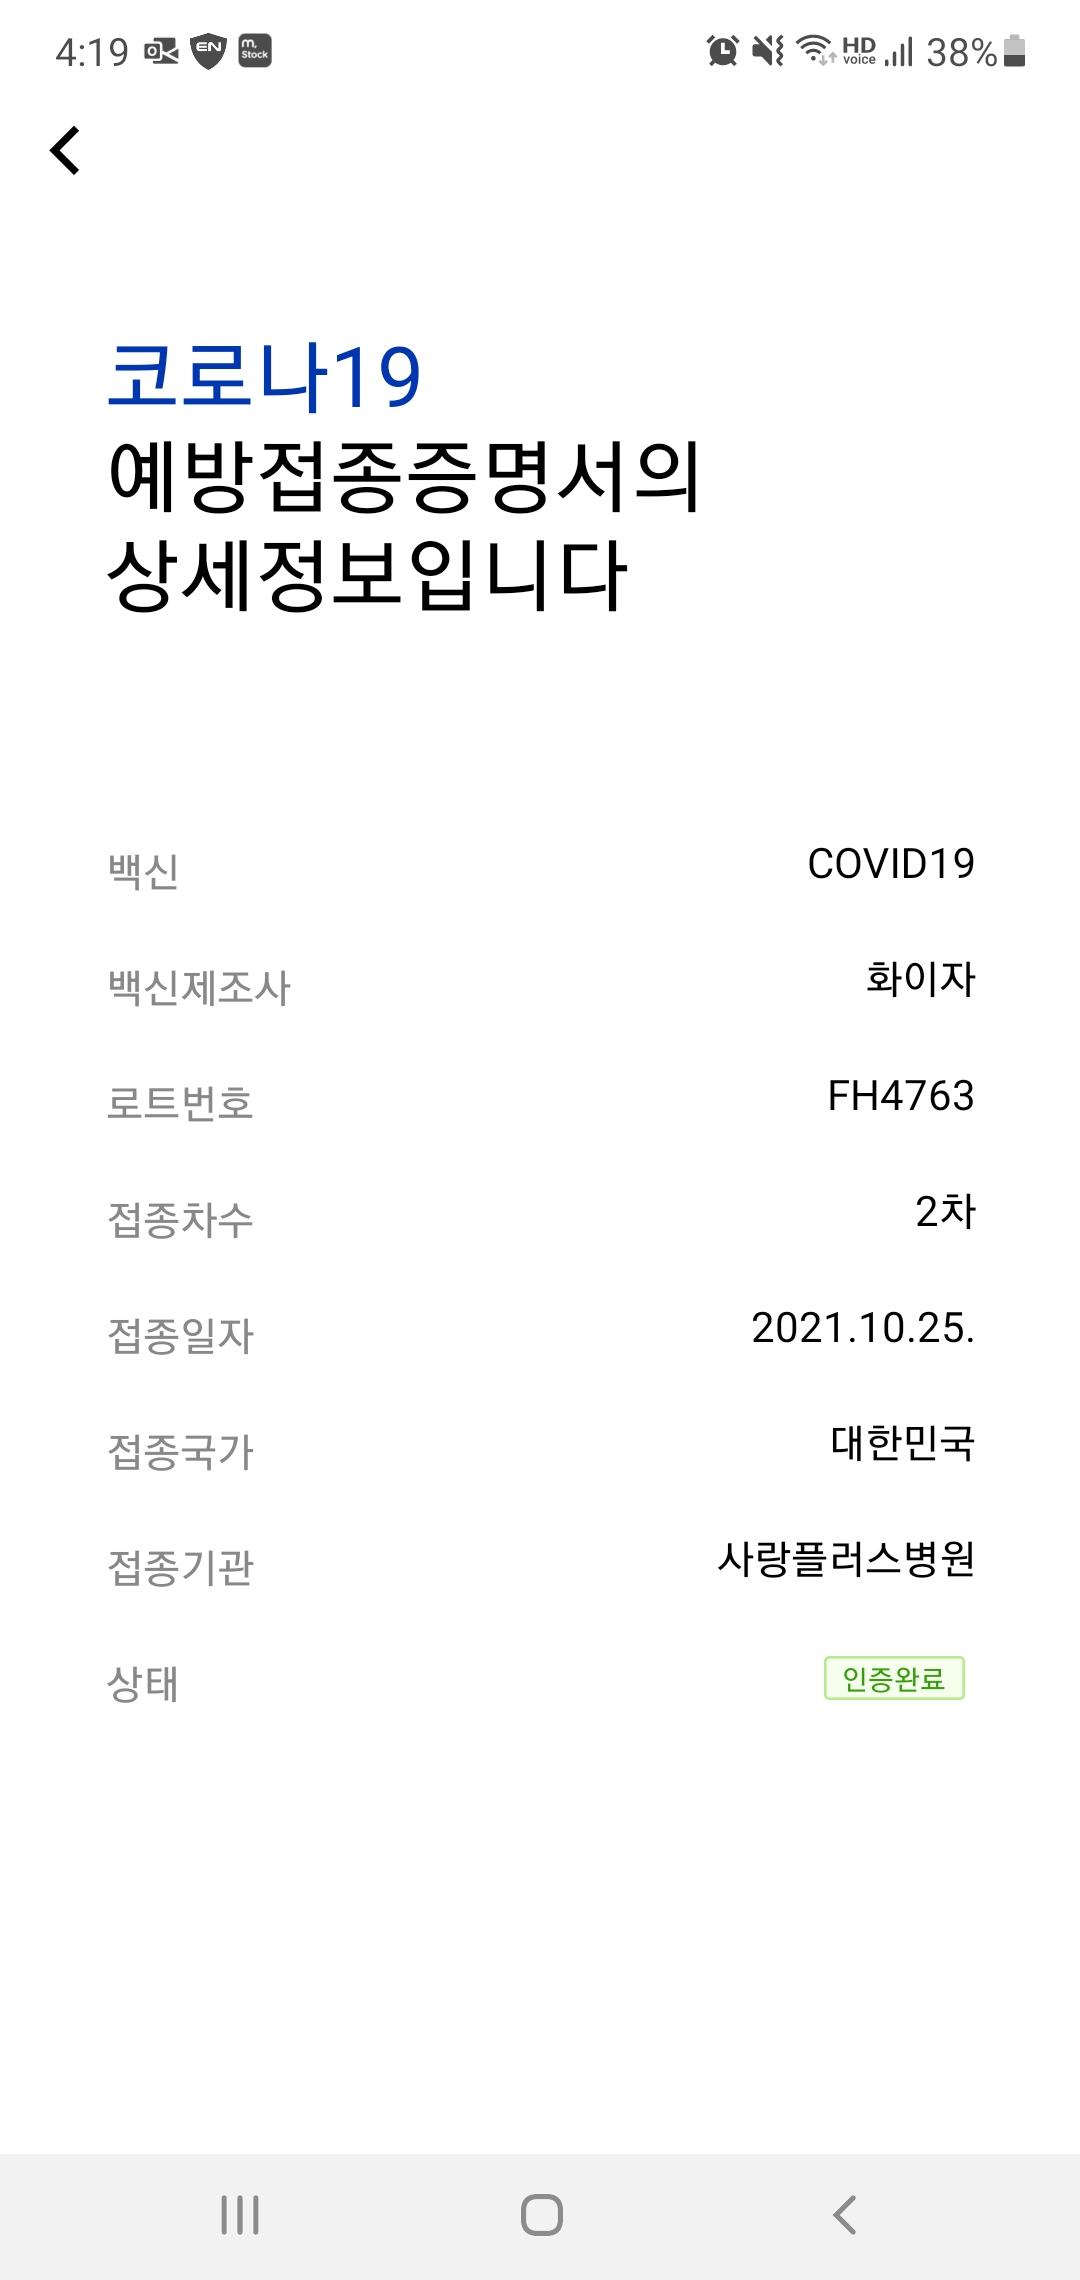 4:19 EN m.Stock HD voice 38%
코로나19
예방접종증명서의
상세정보입니다
백신 COVID19
백신제조사 화이자
로트번호 FH4763
접종차수 2차
접종일자 2021.10.25.
접종국가 대한민국
접종기관 사랑플러스병원
상태 인증완료